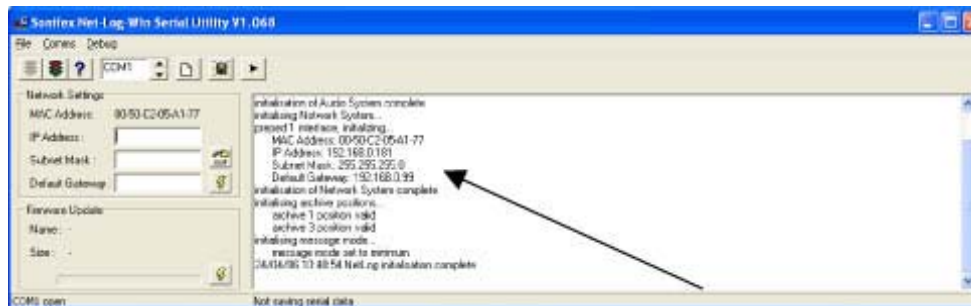 Sontifex Net-Log-Win Serial Utility V1.068
File Comms Debug
COM1
Network Settings
MAC Address: 00-50-C2-05-A1-77
IP Address:
Subnet Mask:
Default Gateway:
Firmware Update
Name: -
Size: -
initialisation of Audio System complete
initialising Network System...
preped 1 interface, initialzing...
MAC Address: 00-50-C2-05-A1-77
IP Address: 192.168.0.181
Subnet Mask: 255.255.255.0
Default Gateway: 192.168.0.99
initialisation of Network System complete
initialising archive positions...
archive 1 position valid
archive 3 position valid
initialising message mode...
message mode set to minimum
NetLog initialisation complete
COM1 open
Not saving serial data